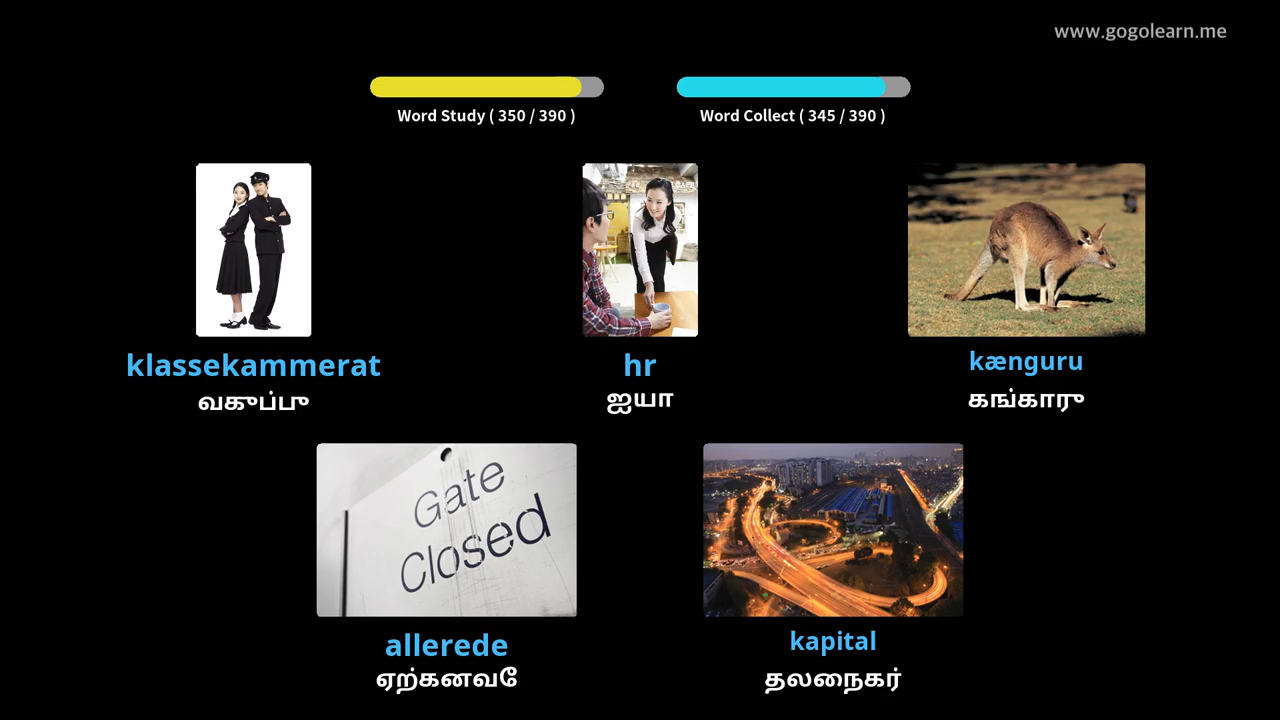 www.gogolearn.me
Word Study ( 350 / 390 )
Word Collect ( 345 / 390 )
klassekammerat
வகுப்பு
hr
ஐயா
kænguru
கங்காரு
Gate
Closed
allerede
ஏற்கனவே
kapital
தலைநகர்